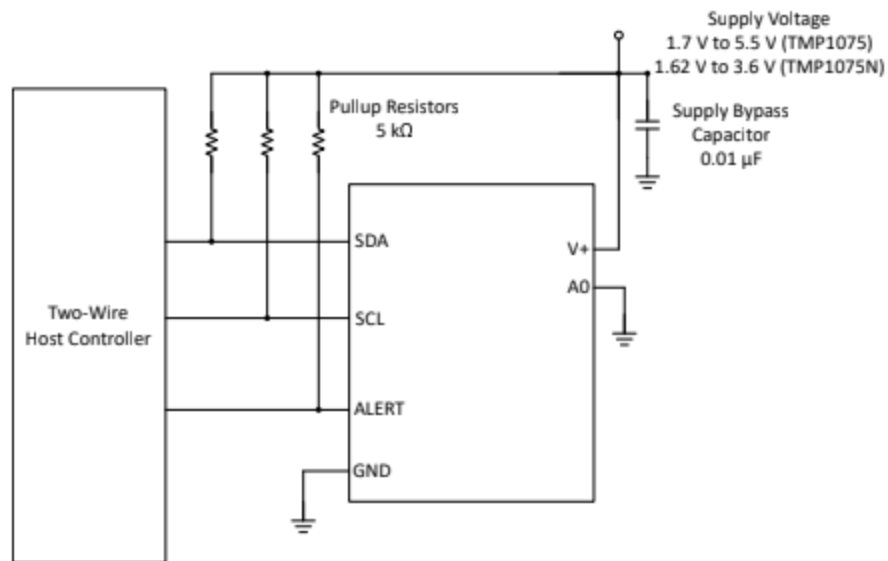 Supply Voltage
1.7 V to 5.5 V (TMP1075)
1.62 V to 3.6 V (TMP1075N)
Pullup Resistors
5 kΩ
Supply Bypass
Capacitor
0.01 µF
SDA
V+
A0
Two-Wire
Host Controller
SCL
ALERT
GND